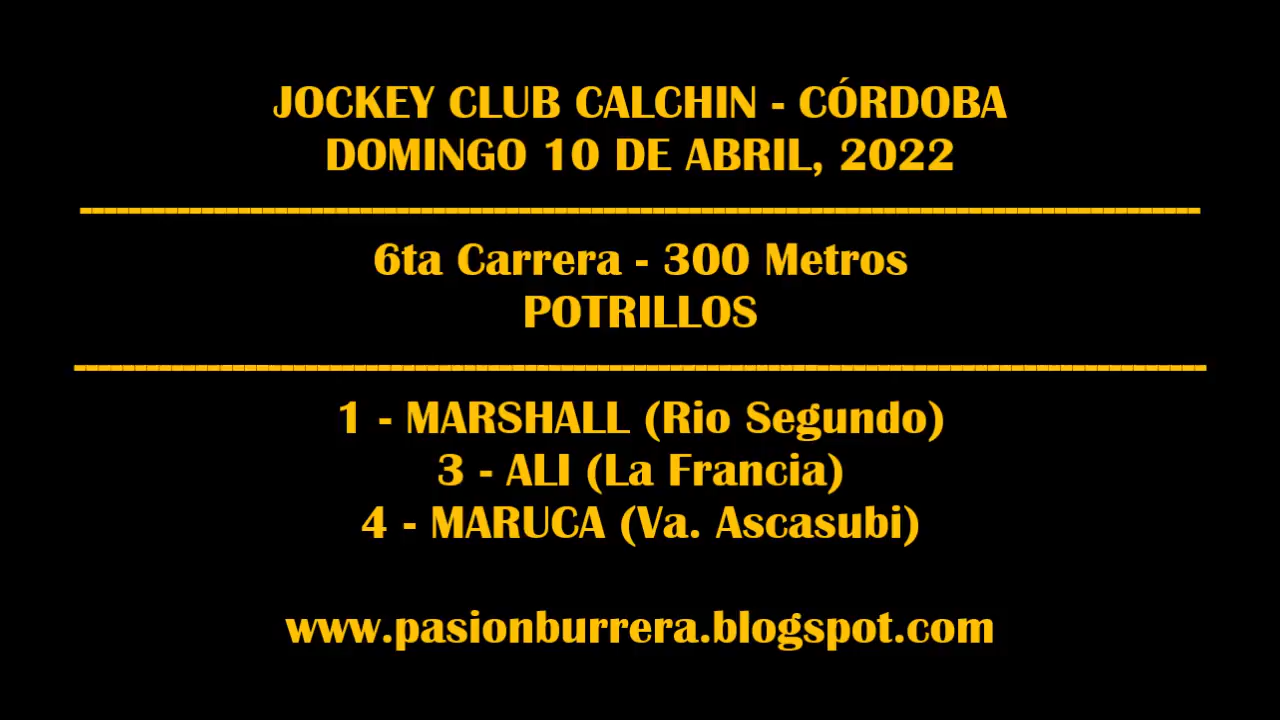 JOCKEY CLUB CALCHIN - CÓRDOBA
DOMINGO 10 DE ABRIL, 2022
6ta Carrera - 300 Metros
POTRILLOS
1 - MARSHALL (Rio Segundo)
3 - ALI (La Francia)
4 - MARUCA (Va. Ascasubi)
www.pasionburrera.blogspot.com